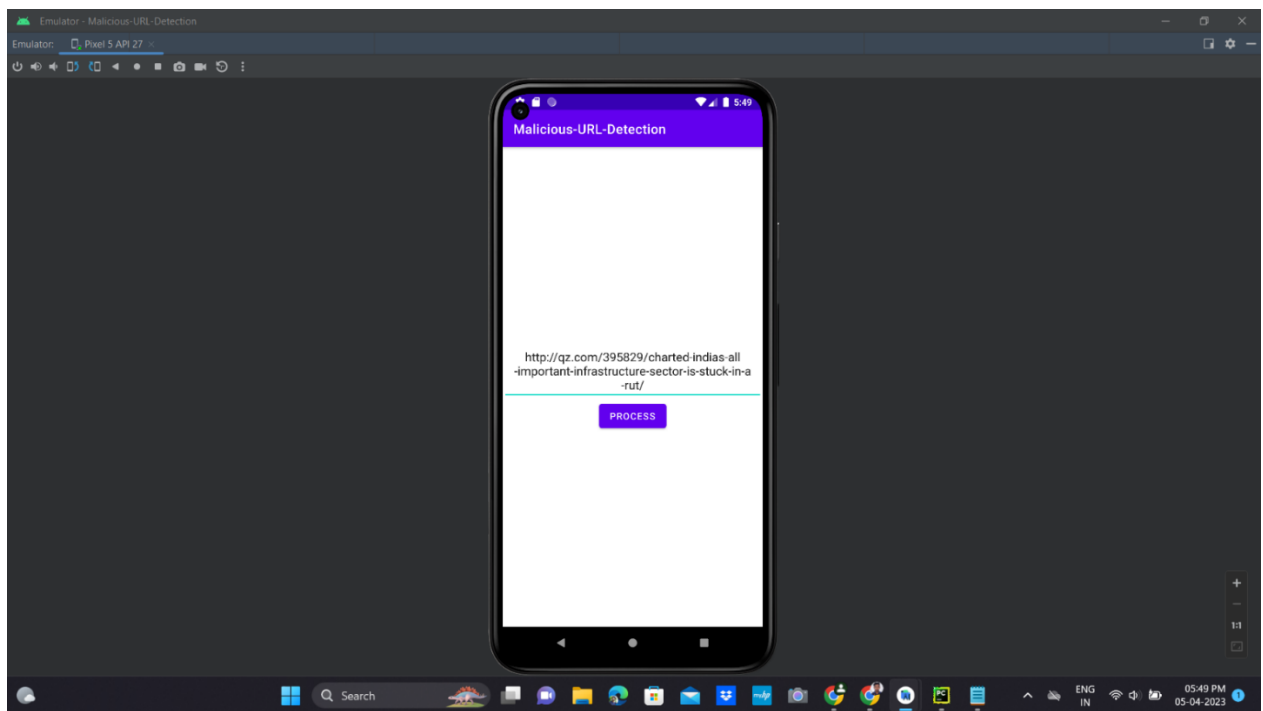 Emulator - Malicious-URL-Detection
Emulator: Pixel 5 API 27
5:49
Malicious-URL-Detection
http://qz.com/395829/charted-indias-all
-important-infrastructure-sector-is-stuck-in-a
-rut/
PROCESS
1:1
Search
PC
ENG
IN
05:49 PM
05-04-2023
1